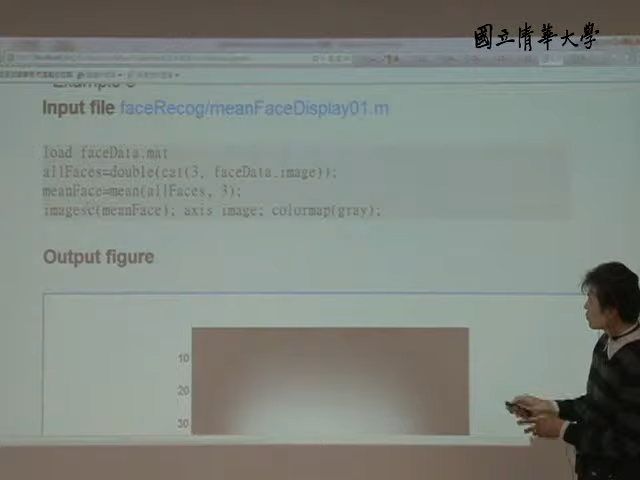 國立清華大學
Input file faceRecog/meanFaceDisplay01.m
load faceData.mat
allFaces=double(cat(3, faceData.image));
meanFace=mean(allFaces, 3);
imagesc(meanFace); axis image; colormap(gray);
Output figure
10
20
30